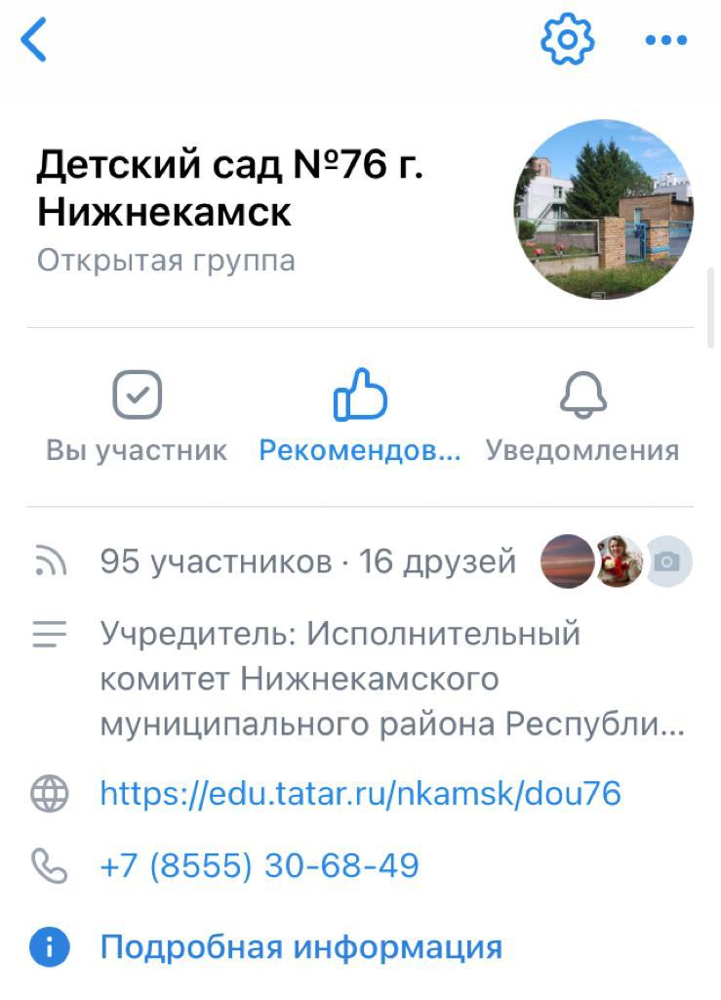 Детский сад №76 г.
Нижнекамск
Открытая группа
Вы участник
Рекомендов...
Уведомления
95 участников · 16 друзей
Учредитель: Исполнительный
комитет Нижнекамского
муниципального района Республи...
https://edu.tatar.ru/nkamsk/dou76
+7 (8555) 30-68-49
Подробная информация